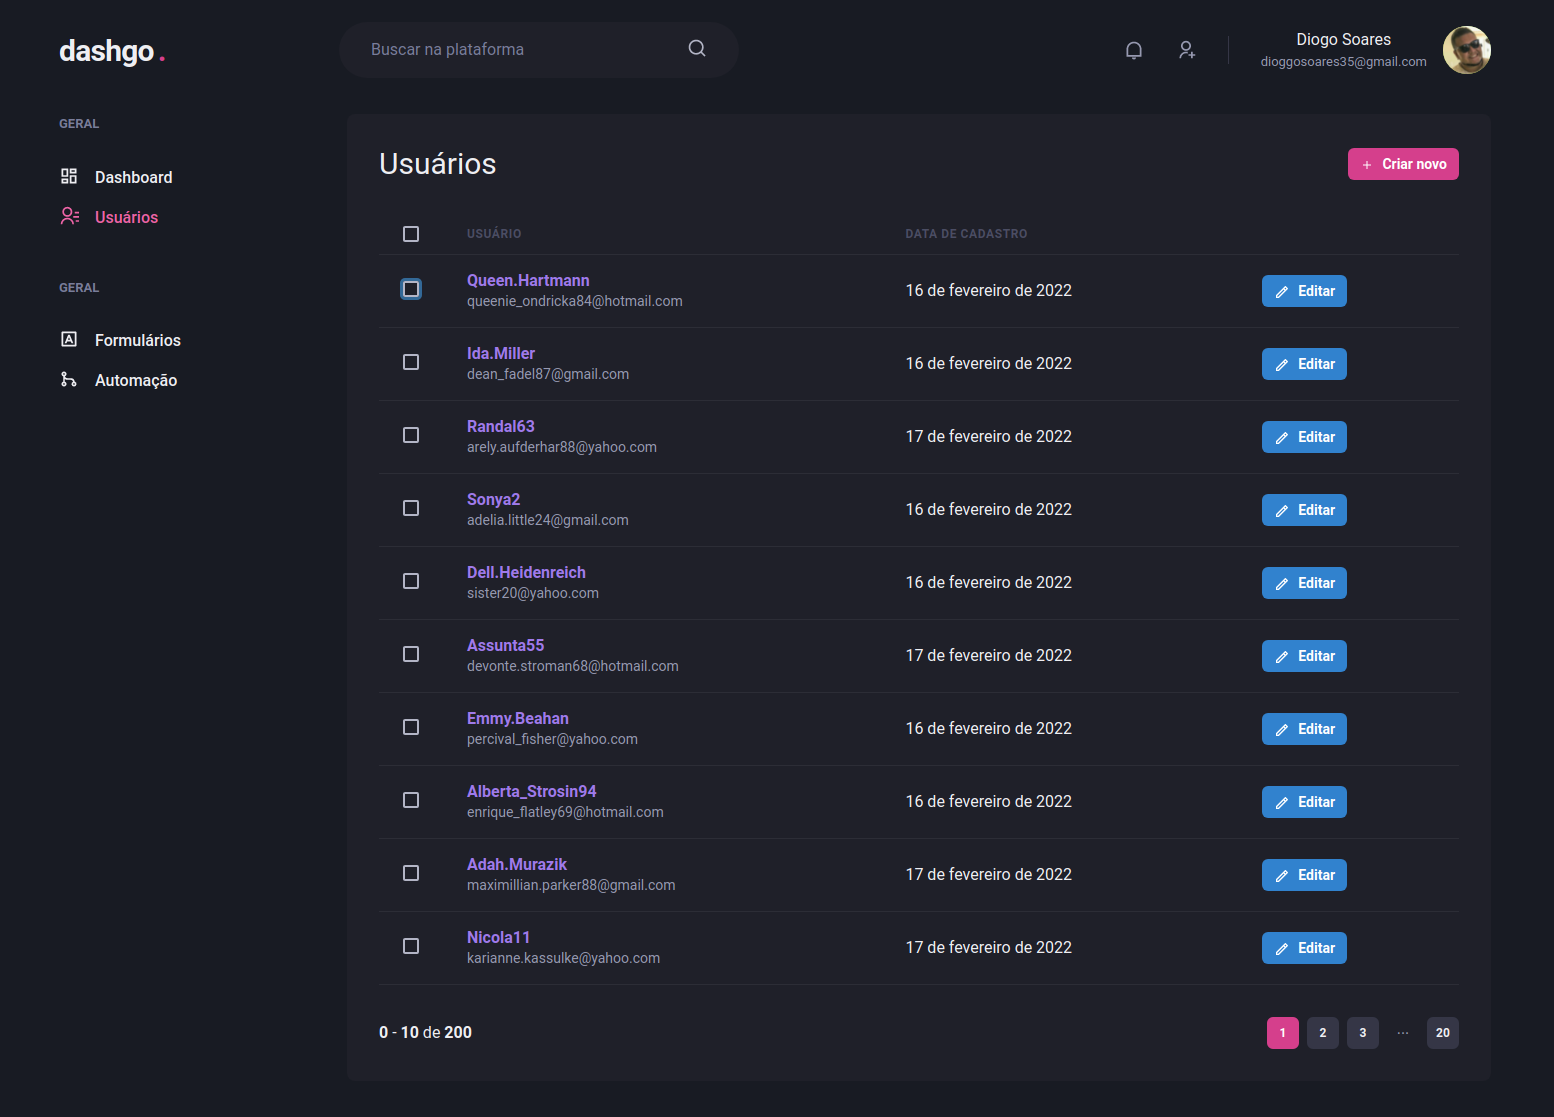 dashgo.
Buscar na plataforma
Diogo Soares
dioggosoares35@gmail.com
GERAL
Dashboard
Usuários
GERAL
Formulários
Automação
Usuários
+ Criar novo
USUÁRIO DATA DE CADASTRO
Queen.Hartmann
queenie_ondricka84@hotmail.com
16 de fevereiro de 2022
Editar
Ida.Miller
dean_fadel87@gmail.com
16 de fevereiro de 2022
Editar
Randal63
arely.aufderhar88@yahoo.com
17 de fevereiro de 2022
Editar
Sonya2
adelia.little24@gmail.com
16 de fevereiro de 2022
Editar
Dell.Heidenreich
sister20@yahoo.com
16 de fevereiro de 2022
Editar
Assunta55
devonte.stroman68@hotmail.com
17 de fevereiro de 2022
Editar
Emmy.Beahan
percival_fisher@yahoo.com
16 de fevereiro de 2022
Editar
Alberta_Strosin94
enrique_flatley69@hotmail.com
16 de fevereiro de 2022
Editar
Adah.Murazik
maximillian.parker88@gmail.com
17 de fevereiro de 2022
Editar
Nicola11
karianne.kassulke@yahoo.com
17 de fevereiro de 2022
Editar
0 - 10 de 200
1 2 3 ... 20